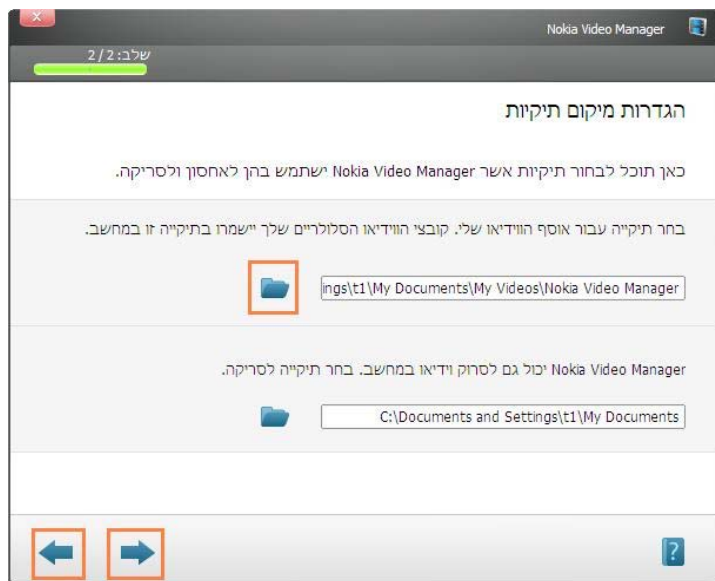 Nokia Video Manager
שלב: 2/2
הגדרות מיקום תיקיות
כאן תוכל לבחור תיקיות אשר Nokia Video Manager ישתמש בהן לאחסון ולסריקה.
בחר תיקייה עבור אוסף הווידיאו שלי. קובצי הווידיאו הסלולריים שלך יישמרו בתיקייה זו במחשב.
ings\t1\My Documents\My Videos\Nokia Video Manager
Nokia Video Manager יכול גם לסרוק וידיאו במחשב. בחר תיקייה לסריקה.
C:\Documents and Settings\t1\My Documents
?